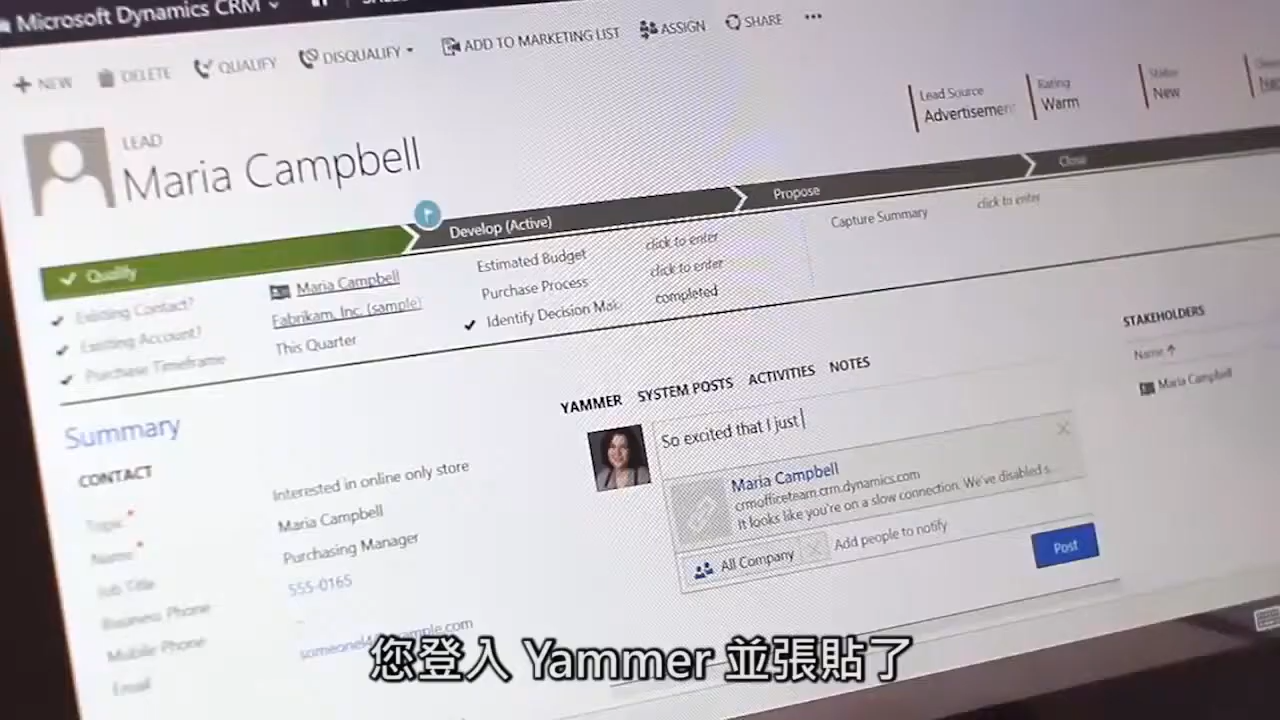 Microsoft Dynamics CRM
NEW
DELETE
QUALIFY
DISQUALIFY
ADD TO MARKETING LIST
ASSIGN
SHARE
LEAD
Maria Campbell
Lead Source
Advertisemen
Rating
Warm
Status
New
Qualify
Develop (Active)
Propose
Close
Existing Contact?
Maria Campbell
Existing Account?
Fabrikam, Inc. (sample)
Purchase Timeframe
This Quarter
Estimated Budget
click to enter
Purchase Process
click to enter
Identify Decision Mak
completed
Capture Summary
click to enter
Summary
CONTACT
Topic*
Interested in online only store
Name*
Maria Campbell
Job Title
Purchasing Manager
Business Phone
555-0165
Mobile Phone
--
Email
YAMMER SYSTEM POSTS ACTIVITIES NOTES
So excited that I just
Maria Campbell
crmofficeteam.crm.dynamics.com
It looks like you're on a slow connection. We've disabled s...
All Company
Add people to notify
Post
STAKEHOLDERS
Name
Maria Campbell
您登入 Yammer 並張貼了